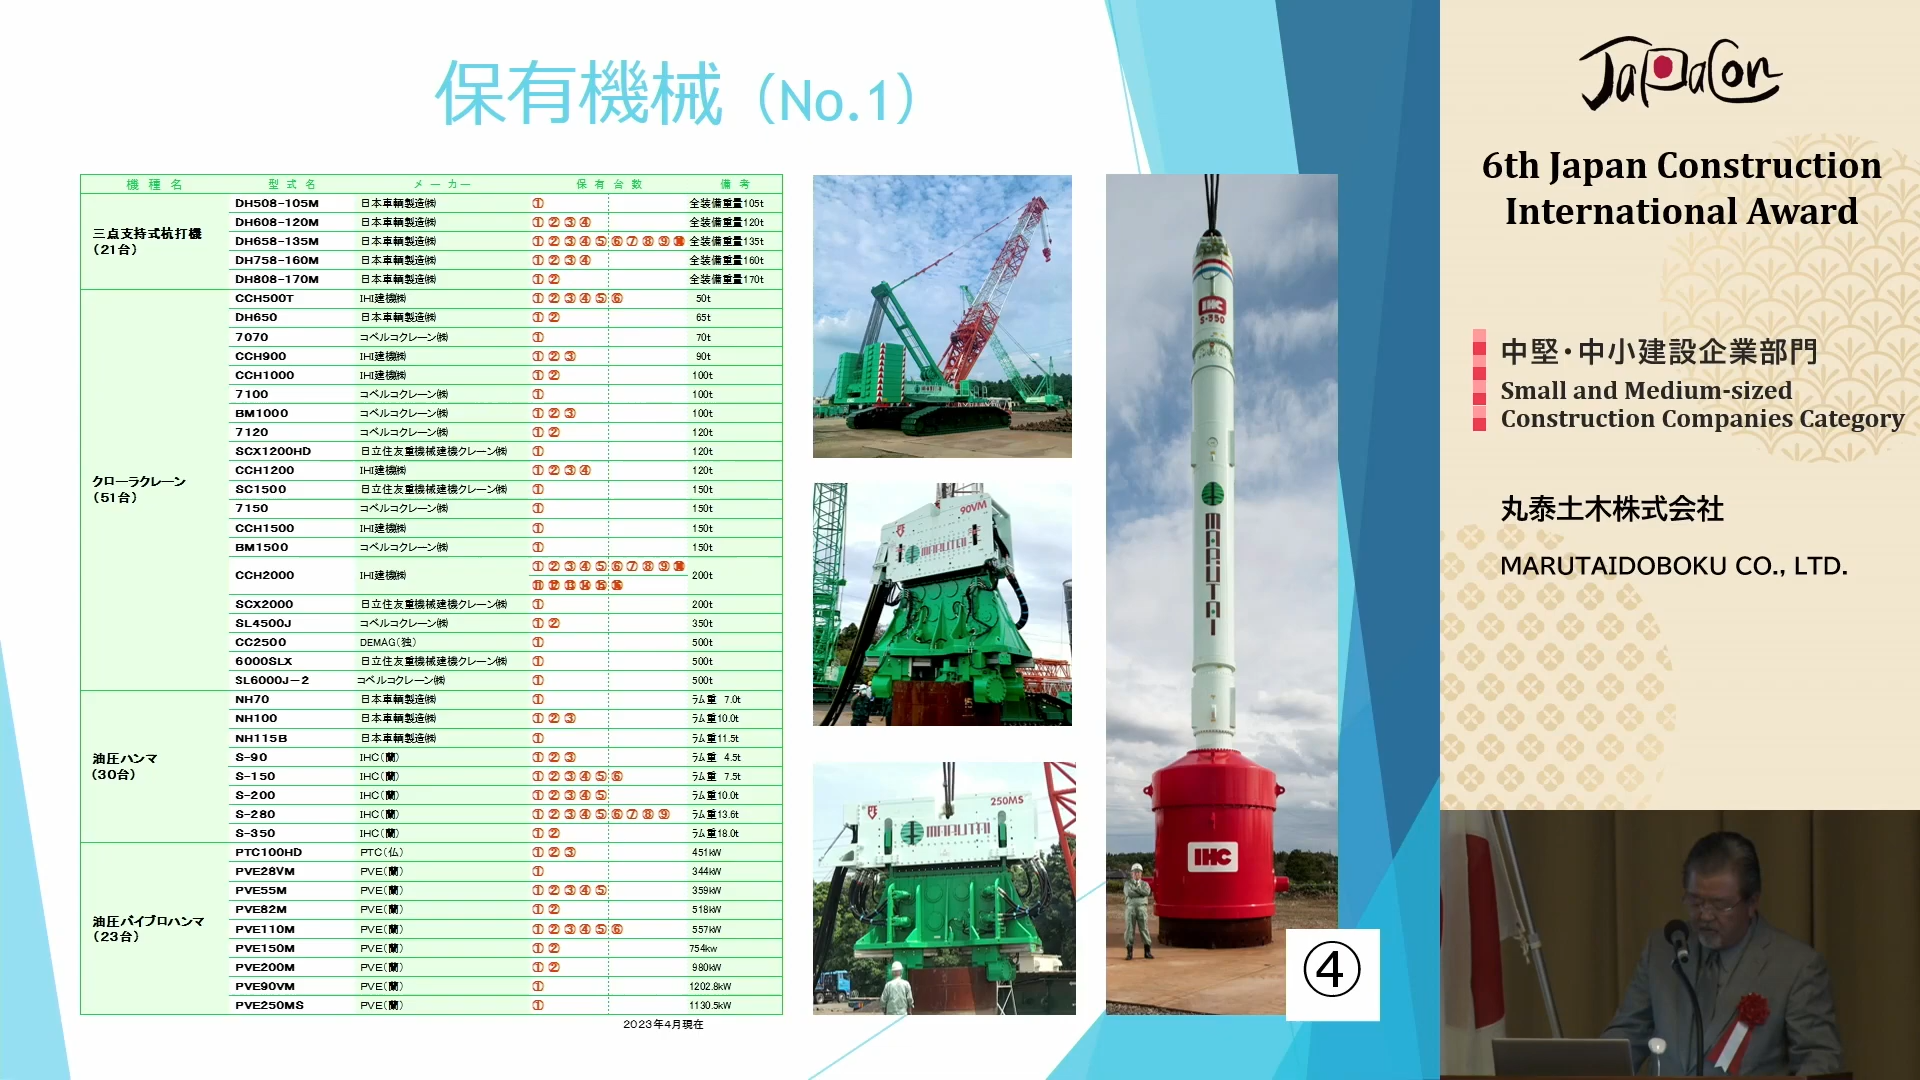 保有機械（No.1）
機 種 名 型 式 名 メ ー カ ー 保 有 台 数 備 考
三点支持式杭打機
（21台）
DH508-105M 日本車輌製造㈱ ① 全装備重量105t
DH608-120M 日本車輌製造㈱ ①②③④ 全装備重量120t
DH658-135M 日本車輌製造㈱ ①②③④⑤⑥⑦⑧⑨⑩ 全装備重量135t
DH758-160M 日本車輌製造㈱ ①②③④ 全装備重量160t
DH808-170M 日本車輌製造㈱ ①② 全装備重量170t
クローラクレーン
（51台）
CCH500T IHI建機㈱ ①②③④⑤⑥ 50t
DH650 日本車輌製造㈱ ①② 65t
7070 コベルコクレーン㈱ ① 70t
CCH900 IHI建機㈱ ①②③ 90t
CCH1000 IHI建機㈱ ①② 100t
7100 コベルコクレーン㈱ ① 100t
BM1000 コベルコクレーン㈱ ①②③ 100t
7120 コベルコクレーン㈱ ①② 120t
SCX1200HD 日立住友重機械建機クレーン㈱ ① 120t
CCH1200 IHI建機㈱ ①②③④ 120t
SC1500 日立住友重機械建機クレーン㈱ ① 150t
7150 コベルコクレーン㈱ ① 150t
CCH1500 IHI建機㈱ ① 150t
BM1500 コベルコクレーン㈱ ① 150t
CCH2000 IHI建機㈱ ①②③④⑤⑥⑦⑧⑨⑩ 200t
⑪⑫⑬⑭⑮⑯
SCX2000 日立住友重機械建機クレーン㈱ ① 200t
SL4500J コベルコクレーン㈱ ①② 350t
CC2500 DEMAG（独） ① 500t
6000SLX 日立住友重機械建機クレーン㈱ ① 500t
SL6000J－2 コベルコクレーン㈱ ① 500t
油圧ハンマ
（30台）
NH70 日本車輌製造㈱ ① ラム重 7.0t
NH100 日本車輌製造㈱ ①②③ ラム重10.0t
NH115B 日本車輌製造㈱ ① ラム重11.5t
S-90 IHC（蘭） ①②③ ラム重 4.5t
S-150 IHC（蘭） ①②③④⑤⑥ ラム重 7.5t
S-200 IHC（蘭） ①②③④⑤ ラム重10.0t
S-280 IHC（蘭） ①②③④⑤⑥⑦⑧⑨ ラム重13.6t
S-350 IHC（蘭） ①② ラム重18.0t
油圧バイブロハンマ
（23台）
PTC100HD PTC（仏） ①②③ 451kW
PVE28VM PVE（蘭） ① 344kW
PVE55M PVE（蘭） ①②③④⑤ 359kW
PVE82M PVE（蘭） ①② 518kW
PVE110M PVE（蘭） ①②③④⑤⑥ 557kW
PVE150M PVE（蘭） ①② 754kw
PVE200M PVE（蘭） ①② 980kW
PVE90VM PVE（蘭） ① 1202.8kW
PVE250MS PVE（蘭） ① 1130.5kW
2023年4月現在
90VM
MARUTAI
250MS
MARUTAI
IHC
S-350
MARUTAI
IHC
④
JaPaCon
6th Japan Construction
International Award
中堅・中小建設企業部門
Small and Medium-sized
Construction Companies Category
丸泰土木株式会社
MARUTAIDOBOKU CO., LTD.